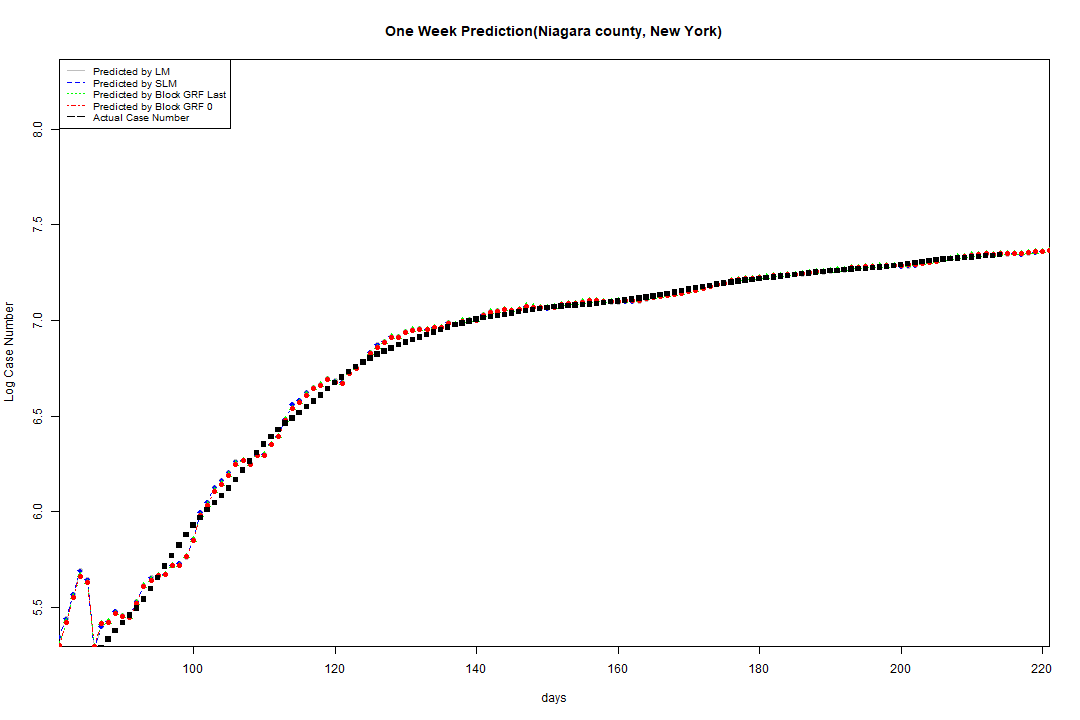 One Week Prediction(Niagara county, New York)
Predicted by LM
Predicted by SLM
Predicted by Block GRF Last
Predicted by Block GRF 0
Actual Case Number
8.0
7.5
7.0
6.5
6.0
5.5
Log Case Number
100 120 140 160 180 200 220
days